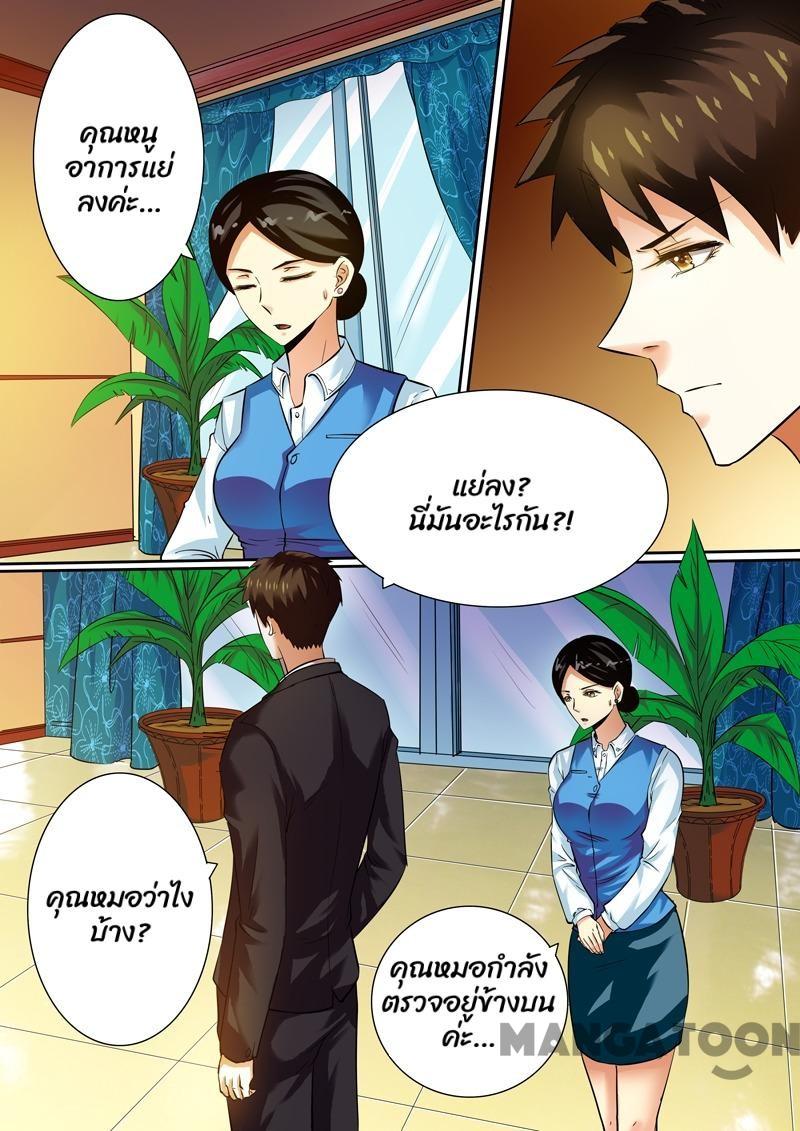 คุณหนู
อาการแย่
ลงค่ะ...
แย่ลง?
นี่มันอะไรกัน?!
คุณหมอว่าไง
บ้าง?
คุณหมอกำลัง
ตรวจอยู่ข้างบน
ค่ะ...
MANGATOON